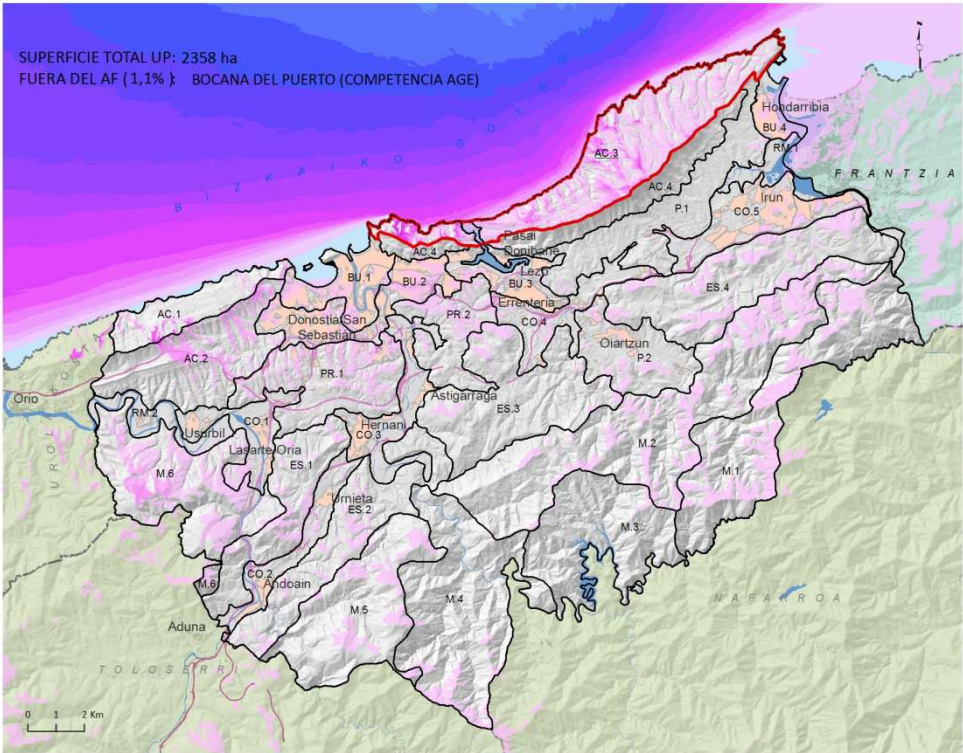 SUPERFICIE TOTAL UP: 2358 ha
FUERA DEL AF ( 1,1% ): BOCANA DEL PUERTO (COMPETENCIA AGE)
BIZKAIKO GOLKO
Hondarribia
BU.4
RM.1
AC.3
FRANTZIA
AC.4
P.1
Irun
CO.5
Pasai
Donibane
AC.4
Lezo
BU.1
BU.2
BU.3
ES.4
Errenteria
AC.1
PR.2
CO.4
Donostia/San
Sebastián
Oiartzun
P.2
AC.2
PR.1
Orio
Astigarraga
RM.2
ES.3
Usurbil
CO.1
Hernani
CO.3
Lasarte-Oria
M.2
M.6
ES.1
M.1
Urnieta
ES.2
M.3
CO.2
M.6
Andoain
NAFARROA
M.5
M.4
Aduna
TOLOSERRI
0 1 2 Km